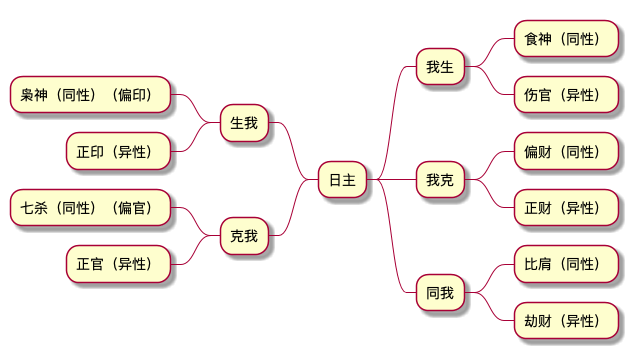 日主
我生
食神（同性）
伤官（异性）
我克
偏财（同性）
正财（异性）
同我
比肩（同性）
劫财（异性）
生我
枭神（同性）（偏印）
正印（异性）
克我
七杀（同性）（偏官）
正官（异性）